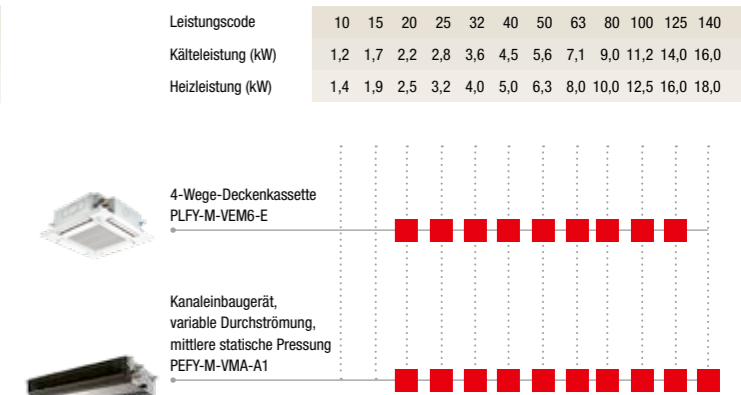 Leistungscode 10 15 20 25 32 40 50 63 80 100 125 140
Kälteleistung (kW) 1,2 1,7 2,2 2,8 3,6 4,5 5,6 7,1 9,0 11,2 14,0 16,0
Heizleistung (kW) 1,4 1,9 2,5 3,2 4,0 5,0 6,3 8,0 10,0 12,5 16,0 18,0
4-Wege-Deckenkassette
PLFY-M-VEM6-E
Kanaleinbaugerät,
variable Durchströmung,
mittlere statische Pressung
PEFY-M-VMA-A1